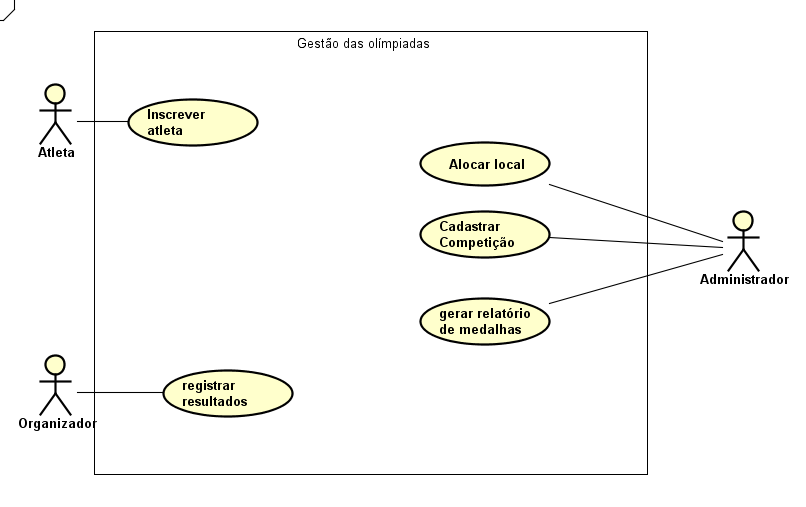 Gestão das olímpiadas
Inscrever
atleta
Atleta
Alocar local
Cadastrar
Competição
Administrador
gerar relatório
de medalhas
registrar
resultados
Organizador